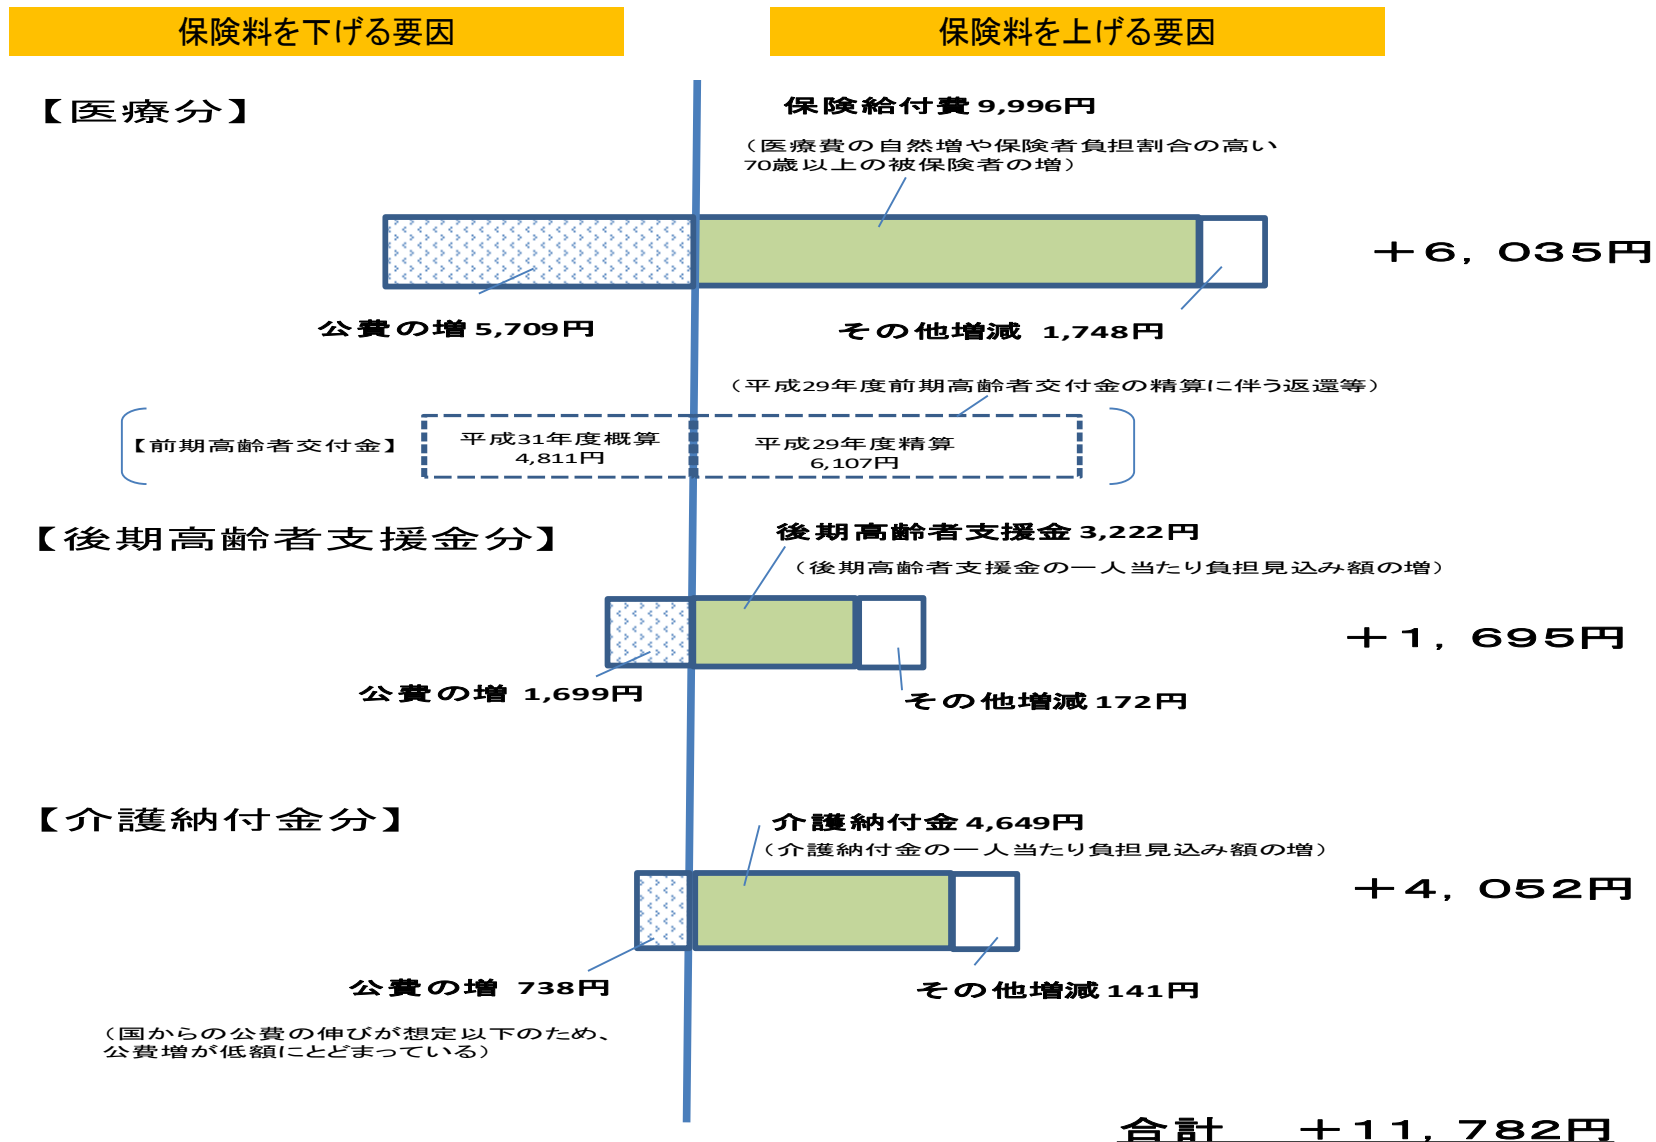 保険料を下げる要因
保険料を上げる要因
【医療分】
保険給付費 9,996円
（医療費の自然増や保険者負担割合の高い
70歳以上の被保険者の増）
＋6，035円
公費の増 5,709円
その他増減 1,748円
（平成29年度前期高齢者交付金の精算に伴う返還等）
【前期高齢者交付金】
平成31年度概算
4,811円
平成29年度精算
6,107円
【後期高齢者支援金分】
後期高齢者支援金 3,222円
（後期高齢者支援金の一人当たり負担見込み額の増）
＋1，695円
公費の増 1,699円
その他増減 172円
【介護納付金分】
介護納付金 4,649円
（介護納付金の一人当たり負担見込み額の増）
＋4，052円
公費の増 738円
その他増減 141円
（国からの公費の伸びが想定以下のため、
公費増が低額にとどまっている）
合計 ＋11，782円